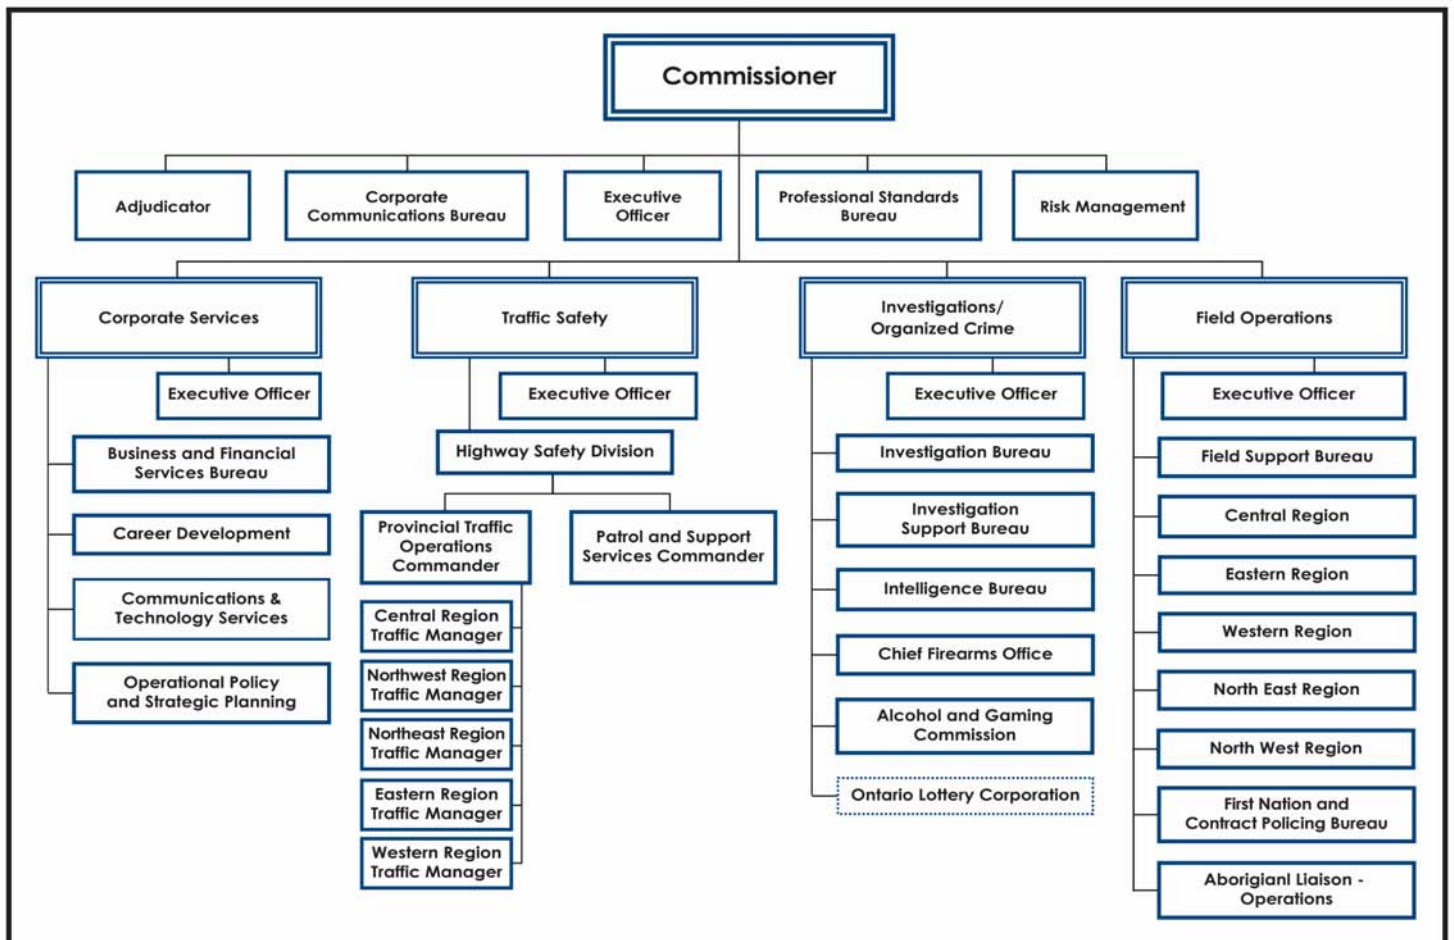 Commissioner
Adjudicator
Corporate
Communications Bureau
Executive
Officer
Professional Standards
Bureau
Risk Management
Corporate Services
Executive Officer
Business and Financial
Services Bureau
Career Development
Communications &
Technology Services
Operational Policy
and Strategic Planning
Traffic Safety
Executive Officer
Highway Safety Division
Provincial Traffic
Operations
Commander
Central Region
Traffic Manager
Northwest Region
Traffic Manager
Northeast Region
Traffic Manager
Eastern Region
Traffic Manager
Western Region
Traffic Manager
Patrol and Support
Services Commander
Investigations/
Organized Crime
Executive Officer
Investigation Bureau
Investigation
Support Bureau
Intelligence Bureau
Chief Firearms Office
Alcohol and Gaming
Commission
Ontario Lottery Corporation
Field Operations
Executive Officer
Field Support Bureau
Central Region
Eastern Region
Western Region
North East Region
North West Region
First Nation and
Contract Policing Bureau
Aborigianl Liaison -
Operations